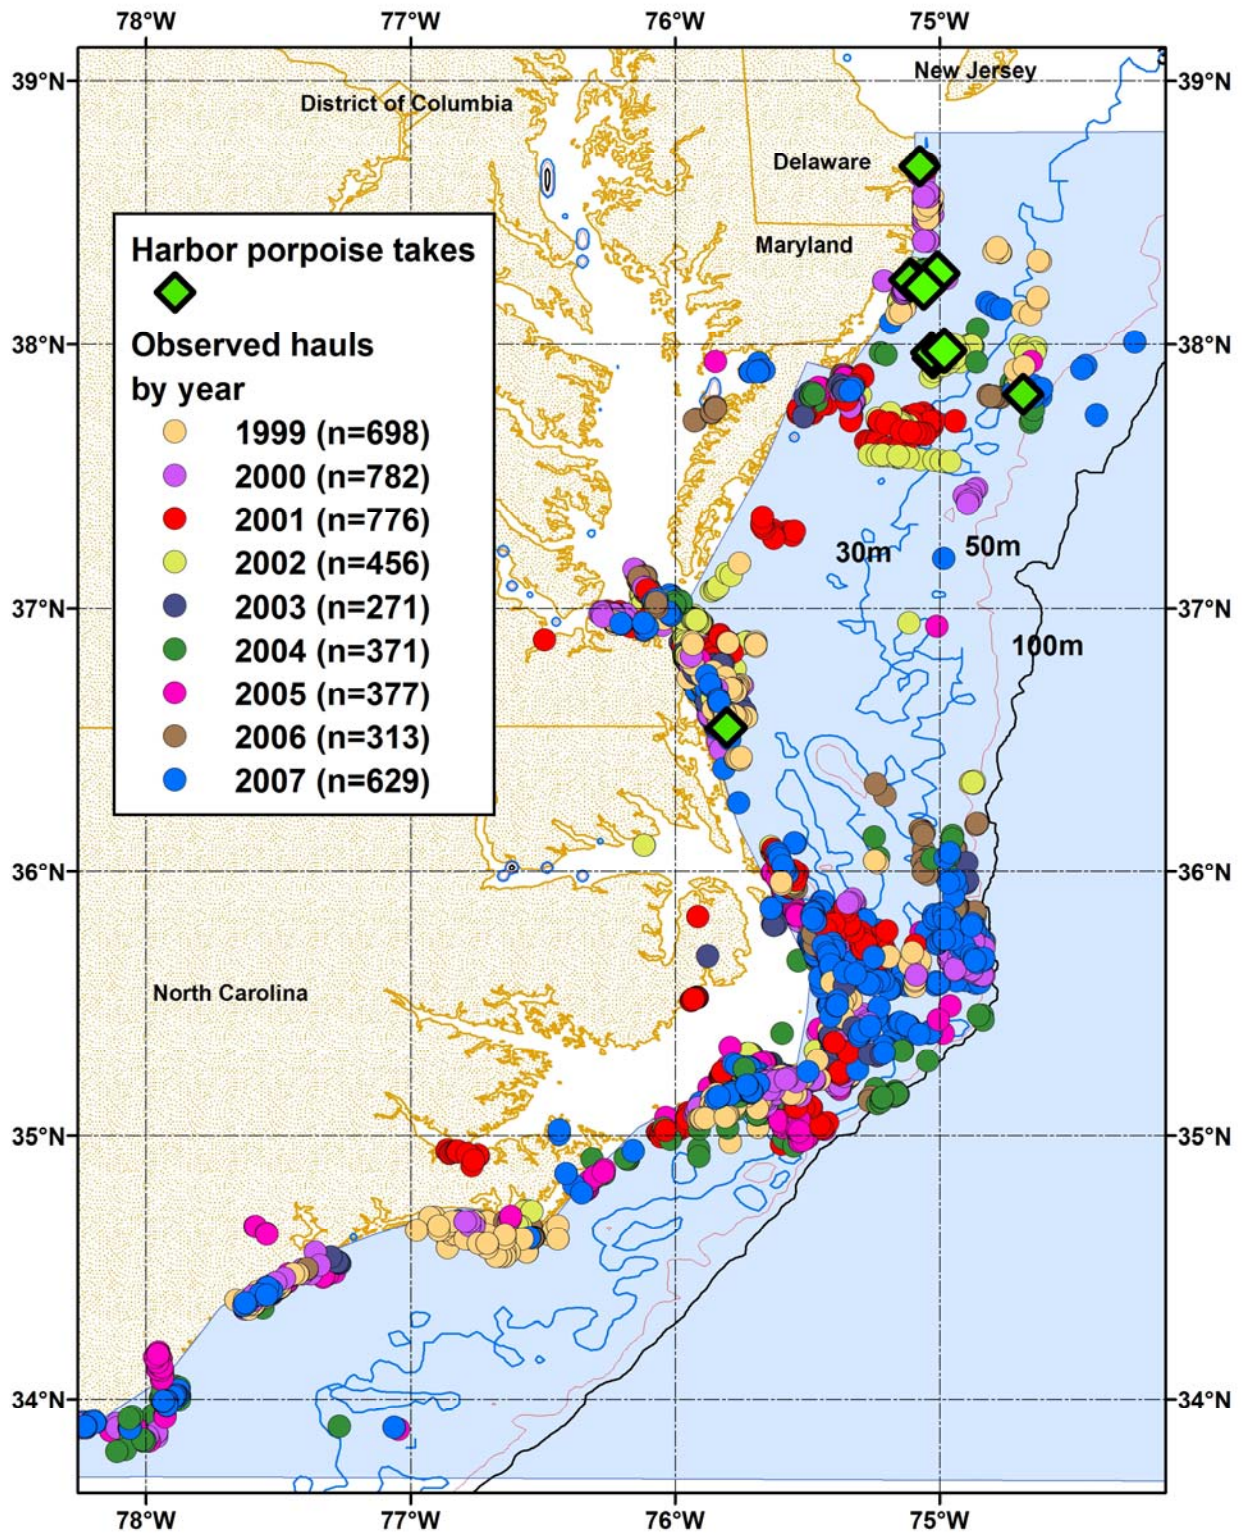 78°W 77°W 76°W 75°W
39°N 39°N
New Jersey
District of Columbia
Delaware
Maryland
Harbor porpoise takes
Observed hauls
by year
1999 (n=698)
2000 (n=782)
2001 (n=776)
2002 (n=456)
2003 (n=271)
2004 (n=371)
2005 (n=377)
2006 (n=313)
2007 (n=629)
38°N 38°N
30m 50m
37°N 37°N
100m
36°N 36°N
North Carolina
35°N 35°N
34°N 34°N
78°W 77°W 76°W 75°W